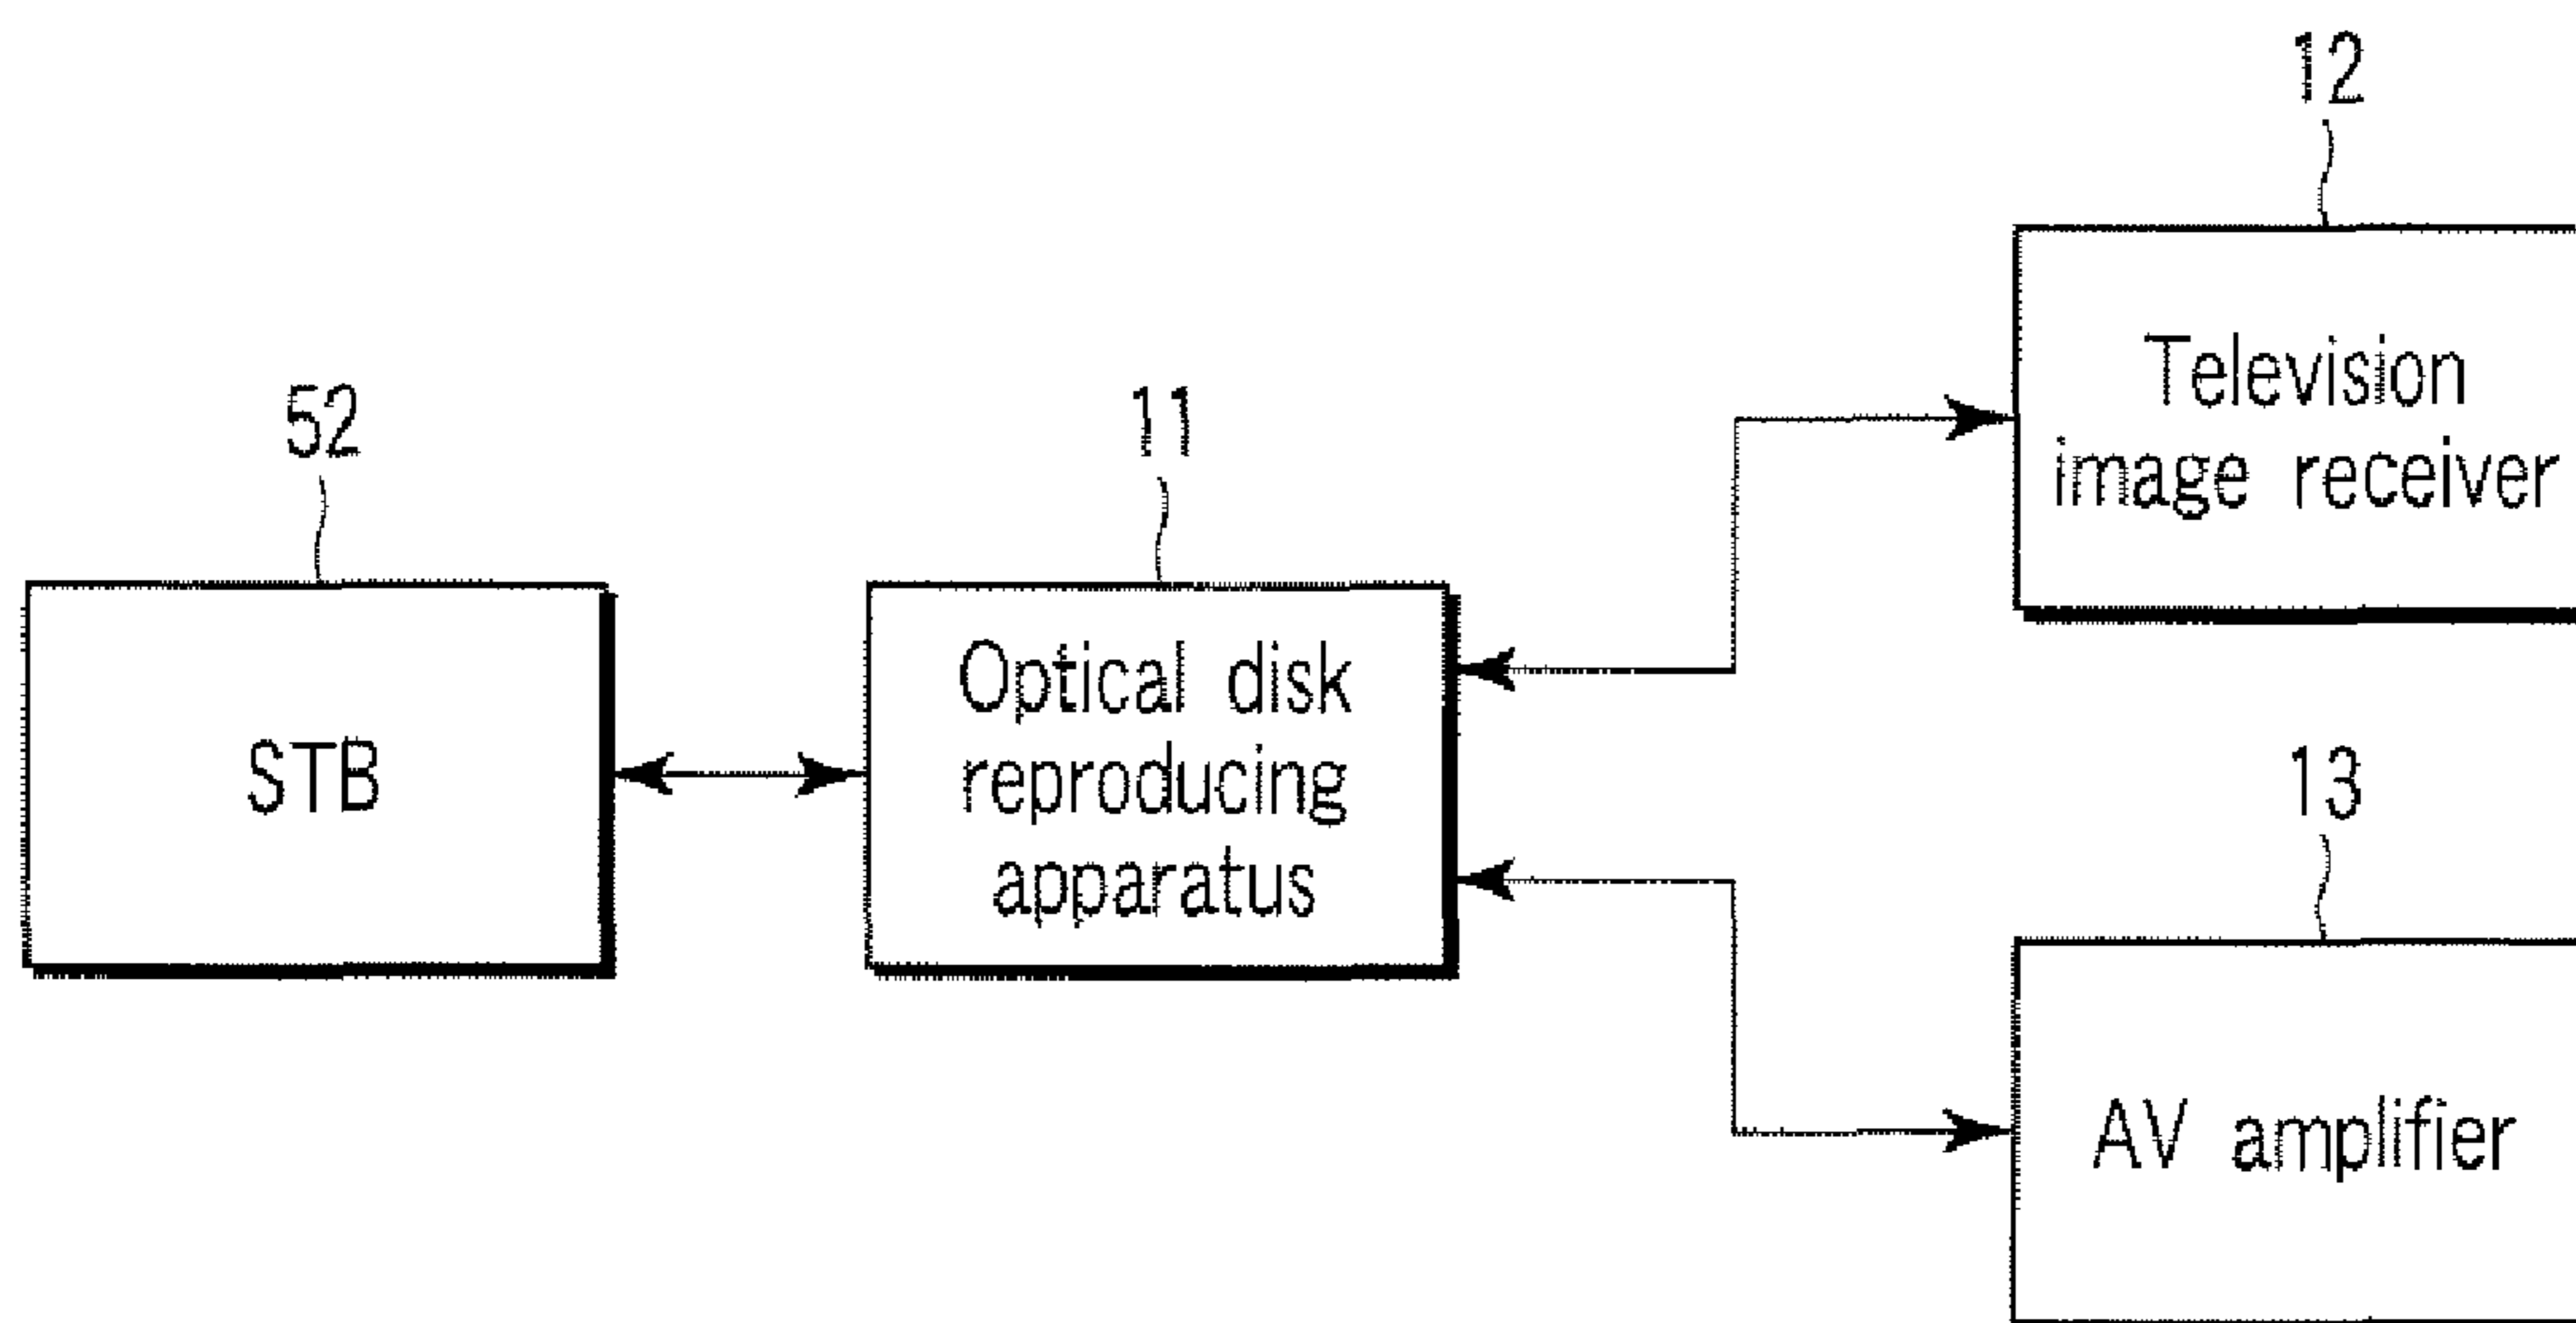 12
Television
image receiver
52
11
STB
Optical disk
reproducing
apparatus
13
AV amplifier